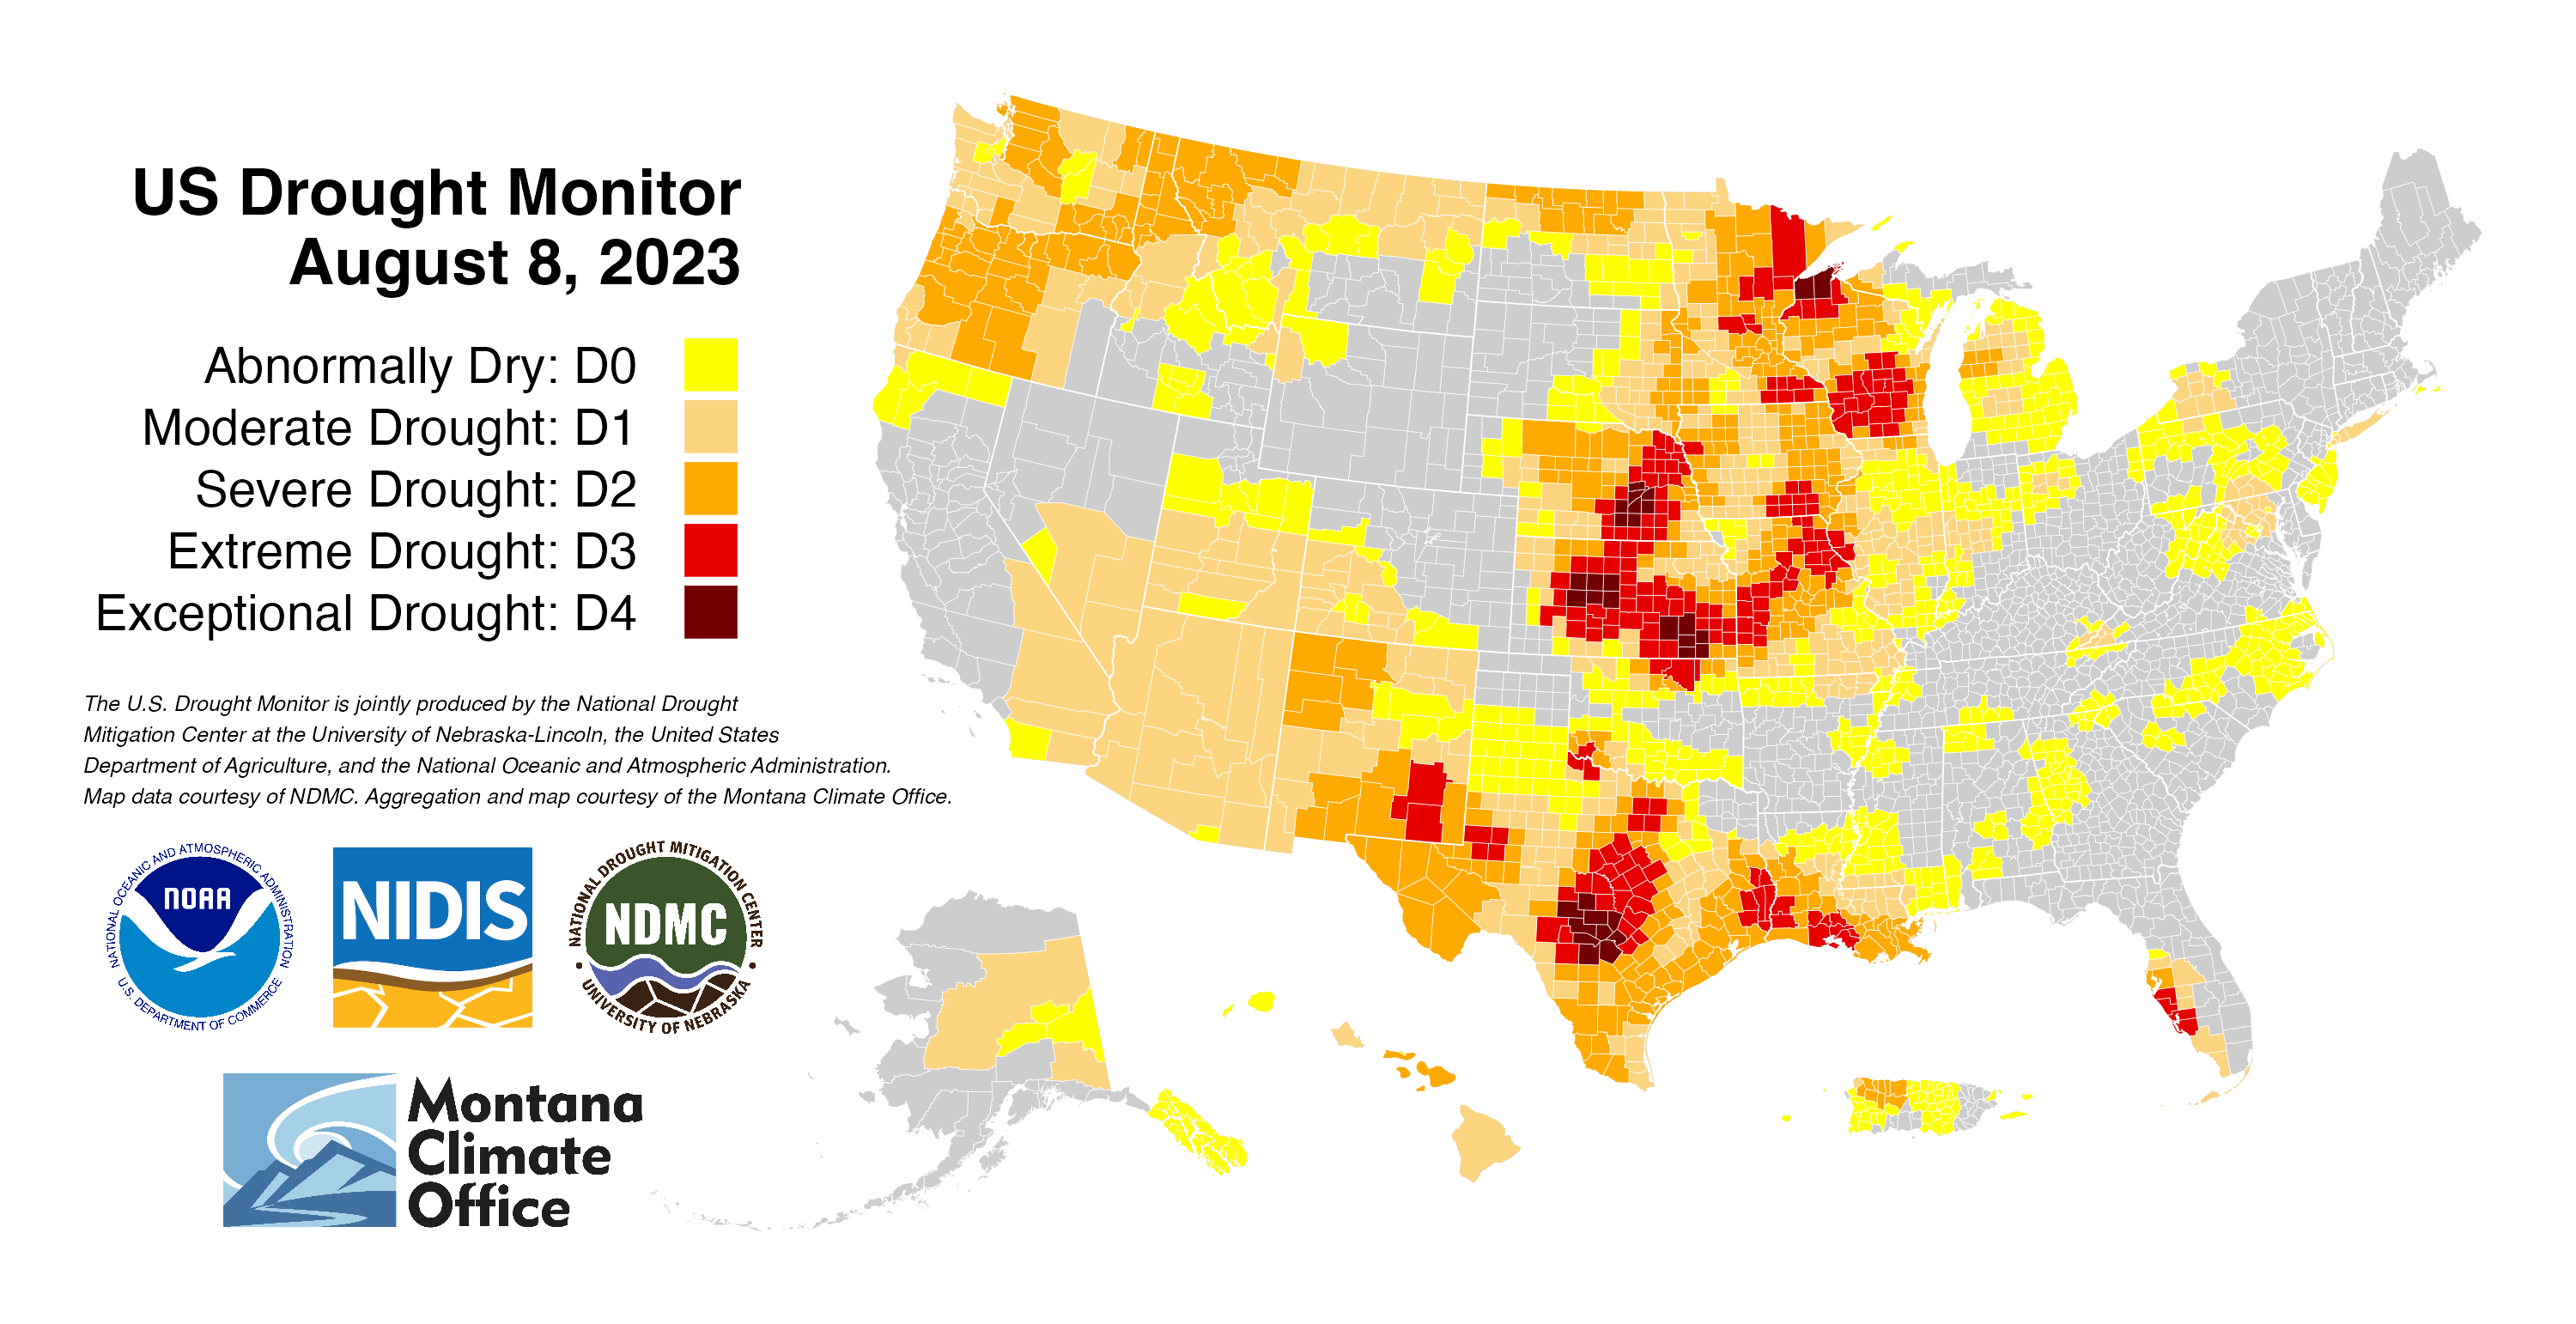 US Drought Monitor
August 8, 2023
Abnormally Dry: D0
Moderate Drought: D1
Severe Drought: D2
Extreme Drought: D3
Exceptional Drought: D4
The U.S. Drought Monitor is jointly produced by the National Drought
Mitigation Center at the University of Nebraska-Lincoln, the United States
Department of Agriculture, and the National Oceanic and Atmospheric Administration.
Map data courtesy of NDMC. Aggregation and map courtesy of the Montana Climate Office.
NATIONAL OCEANIC AND ATMOSPHERIC ADMINISTRATION
NOAA
U.S. DEPARTMENT OF COMMERCE
NIDIS
NATIONAL DROUGHT MITIGATION CENTER
NDMC
UNIVERSITY OF NEBRASKA
Montana
Climate
Office